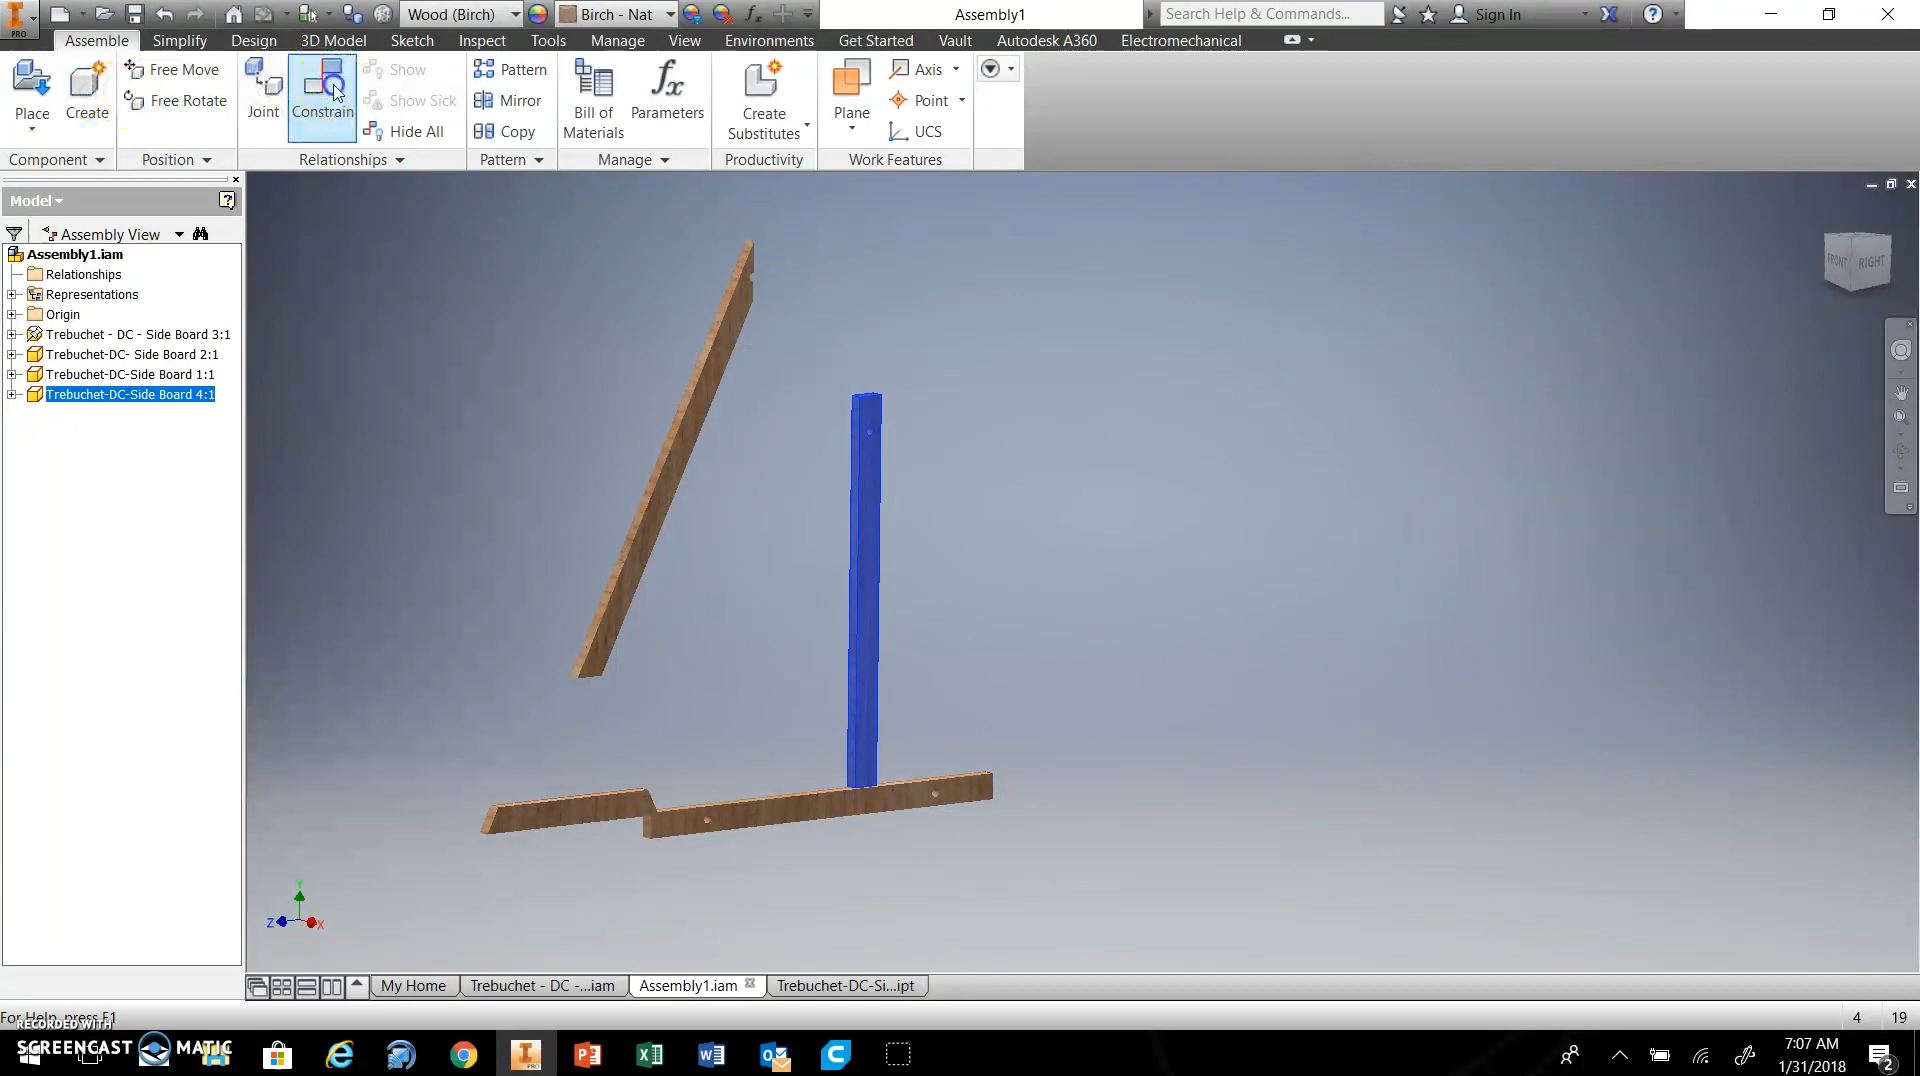 PRO
Wood (Birch)
Birch - Nat
Assembly1
Search Help & Commands...
Sign In
Assemble
Simplify
Design
3D Model
Sketch
Inspect
Tools
Manage
View
Environments
Get Started
Vault
Autodesk A360
Electromechanical
Place
Create
Free Move
Free Rotate
Joint
Constrain
Show
Show Sick
Hide All
Pattern
Mirror
Copy
Bill of
Materials
Parameters
Create
Substitutes
Plane
Axis
Point
UCS
Component
Position
Relationships
Pattern
Manage
Productivity
Work Features
Model
Assembly View
Assembly1.iam
Relationships
Representations
Origin
Trebuchet - DC - Side Board 3:1
Trebuchet-DC- Side Board 2:1
Trebuchet-DC-Side Board 1:1
Trebuchet-DC-Side Board 4:1
FRONT
RIGHT
Y
Z
X
My Home
Trebuchet - DC -...iam
Assembly1.iam
Trebuchet-DC-Si...ipt
For Help, press F1
4
19
RECORDED WITH
SCREENCAST MATIC
PRO
7:07 AM
1/31/2018
2